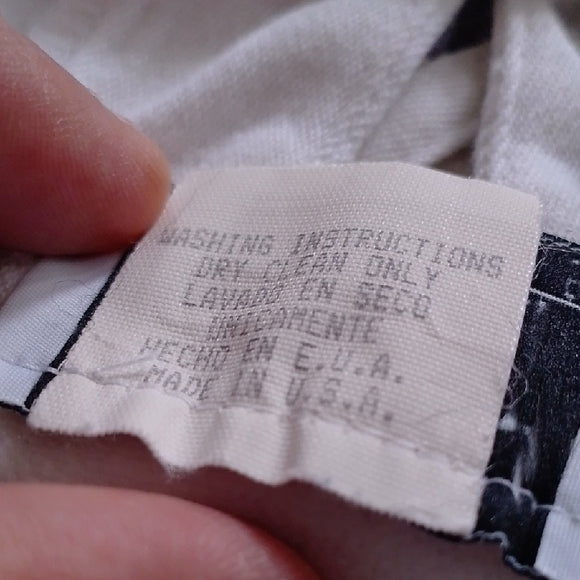 WASHING INSTRUCTIONS
DRY CLEAN ONLY
LAVADO EN SECO
UNICAMENTE
HECHO EN E.U.A.
MADE IN U.S.A.